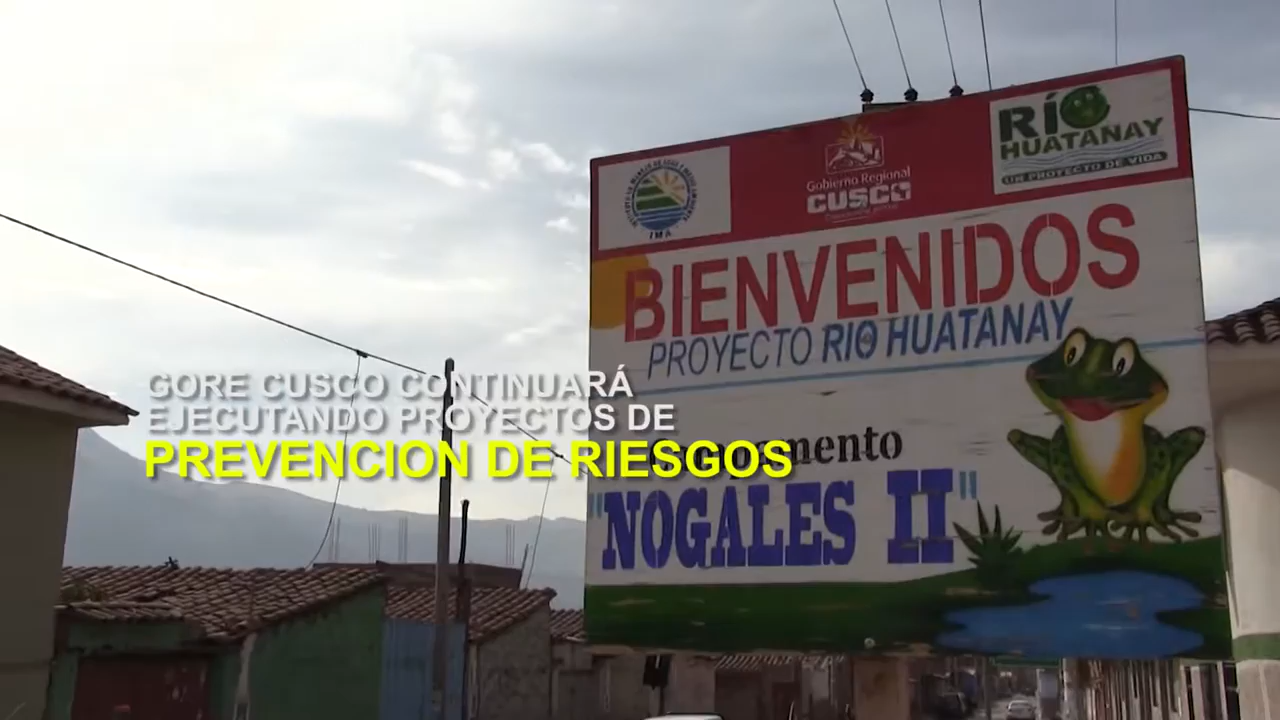 RÍO
HUATANAY
UN PROYECTO DE VIDA
Gobierno Regional
CUSCO
IMA
BIENVENIDOS
PROYECTO RIO HUATANAY
GORE CUSCO CONTINUARÁ
EJECUTANDO PROYECTOS DE
PREVENCION DE RIESGOS
"NOGALES II"